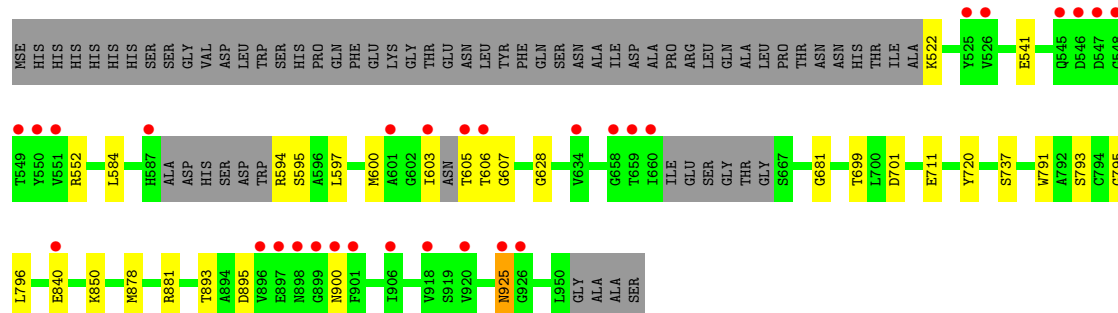 MSE HIS HIS HIS HIS HIS HIS SER SER GLY VAL ASP LEU TRP SER HIS PRO GLN PHE GLU LYS GLY THR GLU ASN LEU TYR PHE GLN SER ASN ALA ILE ASP ALA PRO ARG LEU GLN ALA LEU PRO THR ASN ASN HIS THR ILE ALA K522 Y525 V526 E541 Q545 D546 D547
T549 Y550 V551 R552 L584 H587 ALA ASP HIS SER ASP TRP R594 S595 A596 L597 M600 A601 G602 I603 ASN T605 T606 G607 G628 V634 G658 T659 I660 ILE GLU SER GLY THR GLY S667 G681 T699 L700 D701 E711 Y720 S737 W791 A792 S793 C794
L796 E840 K850 M878 R881 T893 A894 D895 V896 E897 N898 G899 N900 F901 I906 V918 S919 V920 N925 G926 L950 GLY ALA ALA SER